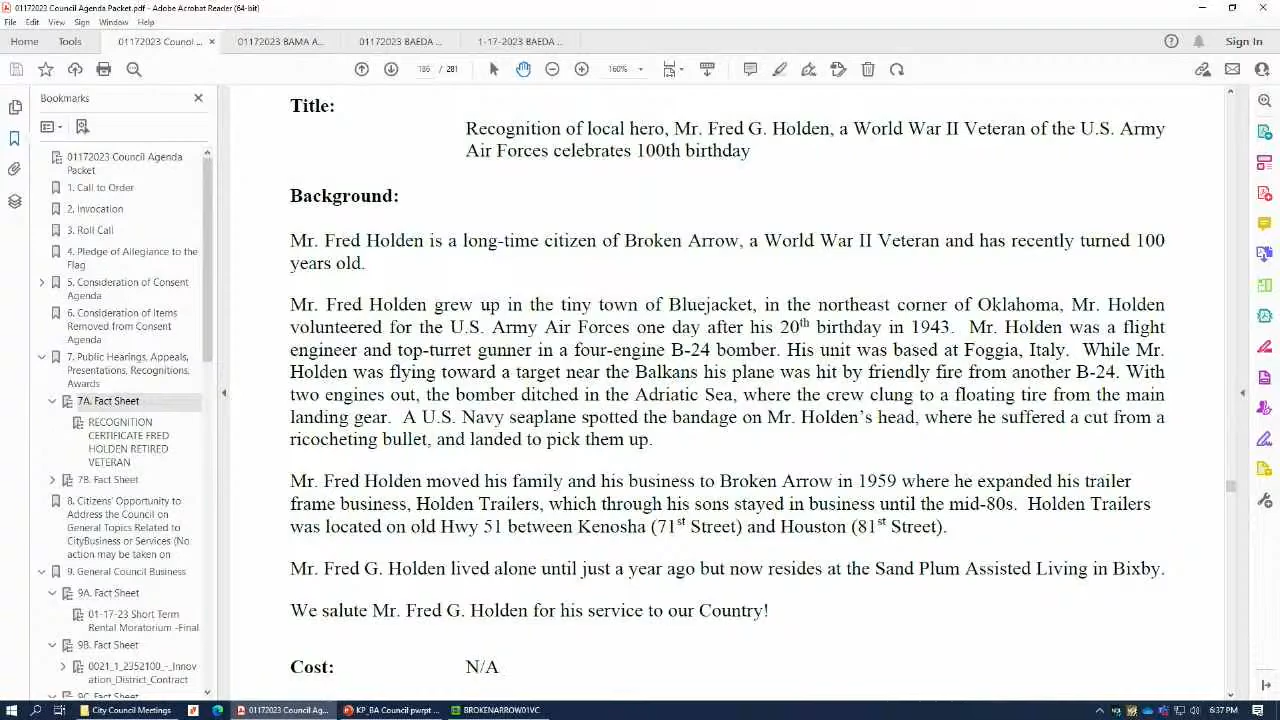 01172023 Council Agenda Packet.pdf - Adobe Acrobat Reader (64-bit)
File Edit View Sign Window Help
Home Tools 01172023 Counol ... × 01172023 BAMA A... 01172023 BAEDA ... 1-17-2023 BAEDA ... Sign In
186 / 281 160%
Bookmarks
01172023 Council Agenda
Packet
1. Call to Order
2. Invocation
3. Roll Call
4. Pledge of Allegiance to the
Flag
5. Consideration of Consent
Agenda
6. Consideration of Items
Removed from Consent
Agenda
7. Public Hearings, Appeals,
Presentations, Recognitions,
Awards
7A. Fact Sheet
RECOGNITION
CERTIFICATE FRED
HOLDEN RETIRED
VETERAN
7B. Fact Sheet
8. Citizens' Opportunity to
Address the Council on
General Topics Related to
CityBusiness or Services (No
action may be taken on
9. General Council Business
9A. Fact Sheet
01-17-23 Short Term
Rental Moratorium -Final
9B. Fact Sheet
0021_1_2352100_-_Innov
ation_District_Contract
9C. Fact Sheet
Title:
Recognition of local hero, Mr. Fred G. Holden, a World War II Veteran of the U.S. Army
Air Forces celebrates 100th birthday
Background:
Mr. Fred Holden is a long-time citizen of Broken Arrow, a World War II Veteran and has recently turned 100
years old.
Mr. Fred Holden grew up in the tiny town of Bluejacket, in the northeast corner of Oklahoma, Mr. Holden
volunteered for the U.S. Army Air Forces one day after his 20th birthday in 1943. Mr. Holden was a flight
engineer and top-turret gunner in a four-engine B-24 bomber. His unit was based at Foggia, Italy. While Mr.
Holden was flying toward a target near the Balkans his plane was hit by friendly fire from another B-24. With
two engines out, the bomber ditched in the Adriatic Sea, where the crew clung to a floating tire from the main
landing gear. A U.S. Navy seaplane spotted the bandage on Mr. Holden's head, where he suffered a cut from a
ricocheting bullet, and landed to pick them up.
Mr. Fred Holden moved his family and his business to Broken Arrow in 1959 where he expanded his trailer
frame business, Holden Trailers, which through his sons stayed in business until the mid-80s. Holden Trailers
was located on old Hwy 51 between Kenosha (71st Street) and Houston (81st Street).
Mr. Fred G. Holden lived alone until just a year ago but now resides at the Sand Plum Assisted Living in Bixby.
We salute Mr. Fred G. Holden for his service to our Country!
Cost: N/A
City Council Meetings 01172023 Council Ag... KP_BA Council pwrpt ... BROKENARROW01VC 6:37 PM